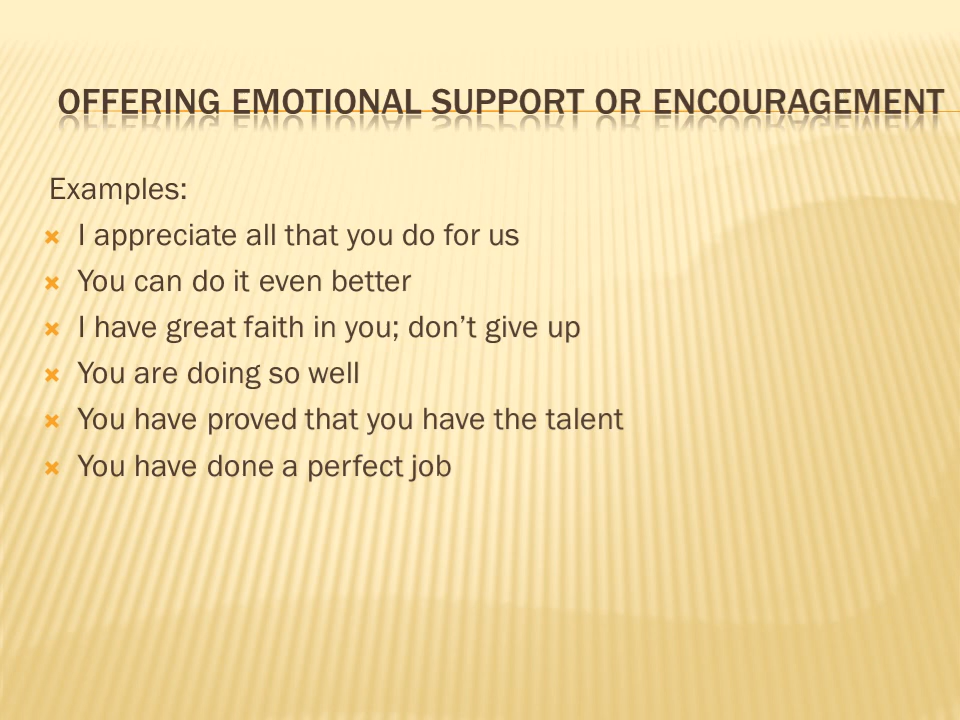 OFFERING EMOTIONAL SUPPORT OR ENCOURAGEMENT
Examples:
I appreciate all that you do for us
You can do it even better
I have great faith in you; don’t give up
You are doing so well
You have proved that you have the talent
You have done a perfect job